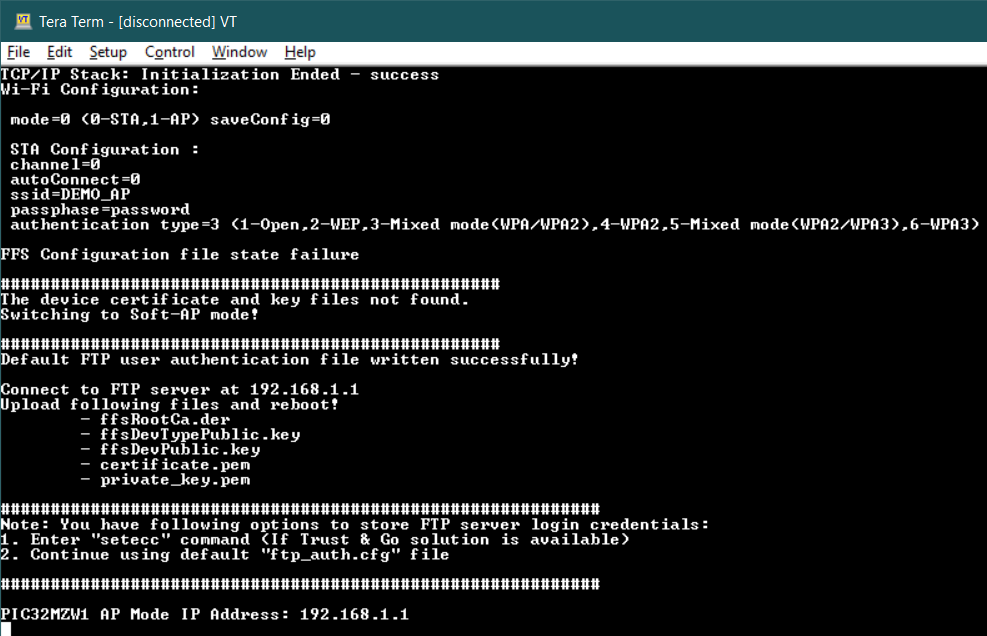 Tera Term - [disconnected] VT
File Edit Setup Control Window Help
TCP/IP Stack: Initialization Ended - success
Wi-Fi Configuration:
mode=0 (0-STA,1-AP) saveConfig=0
STA Configuration :
channel=0
autoConnect=0
ssid=DEMO_AP
passphase=password
authentication type=3 (1-Open,2-WEP,3-Mixed mode(WPA/WPA2),4-WPA2,5-Mixed mode(WPA2/WPA3),6-WPA3)
FFS Configuration file state failure
##################################################
The device certificate and key files not found.
Switching to Soft-AP mode!
##################################################
Default FTP user authentication file written successfully!
Connect to FTP server at 192.168.1.1
Upload following files and reboot!
- ffsRootCa.der
- ffsDevTypePublic.key
- ffsDevPublic.key
- certificate.pem
- private_key.pem
############################################################
Note: You have following options to store FTP server login credentials:
1. Enter "setecc" command (If Trust & Go solution is available)
2. Continue using default "ftp_auth.cfg" file
############################################################
PIC32MZW1 AP Mode IP Address: 192.168.1.1